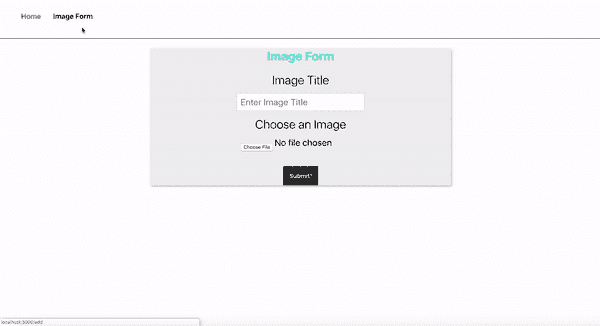 Home Image Form
Image Form
Image Title
Enter Image Title
Choose an Image
Choose File No file chosen
Submit!
localhost:3000/add